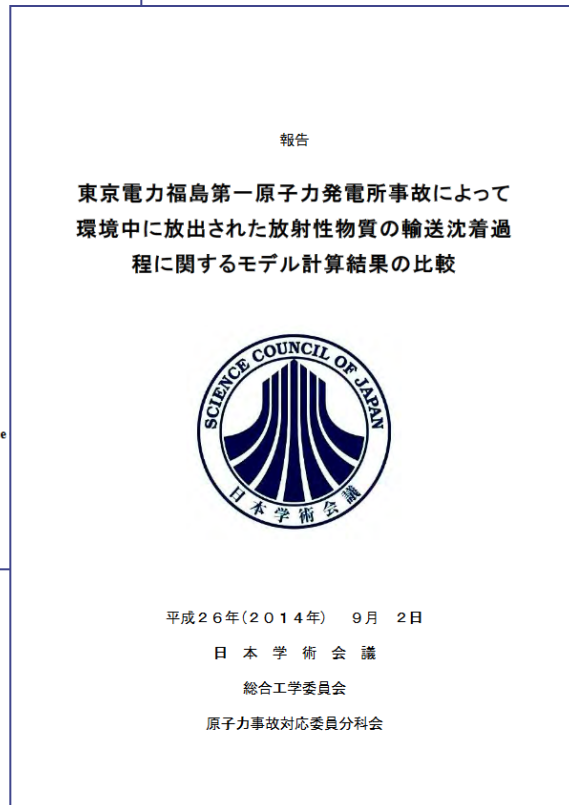 報告
東京電力福島第一原子力発電所事故によって
環境中に放出された放射性物質の輸送沈着過
程に関するモデル計算結果の比較
SCIENCE COUNCIL OF JAPAN
日本学術会議
e
平成26年(2014年) 9月 2日
日 本 学 術 会 議
総合工学委員会
原子力事故対応委員分科会